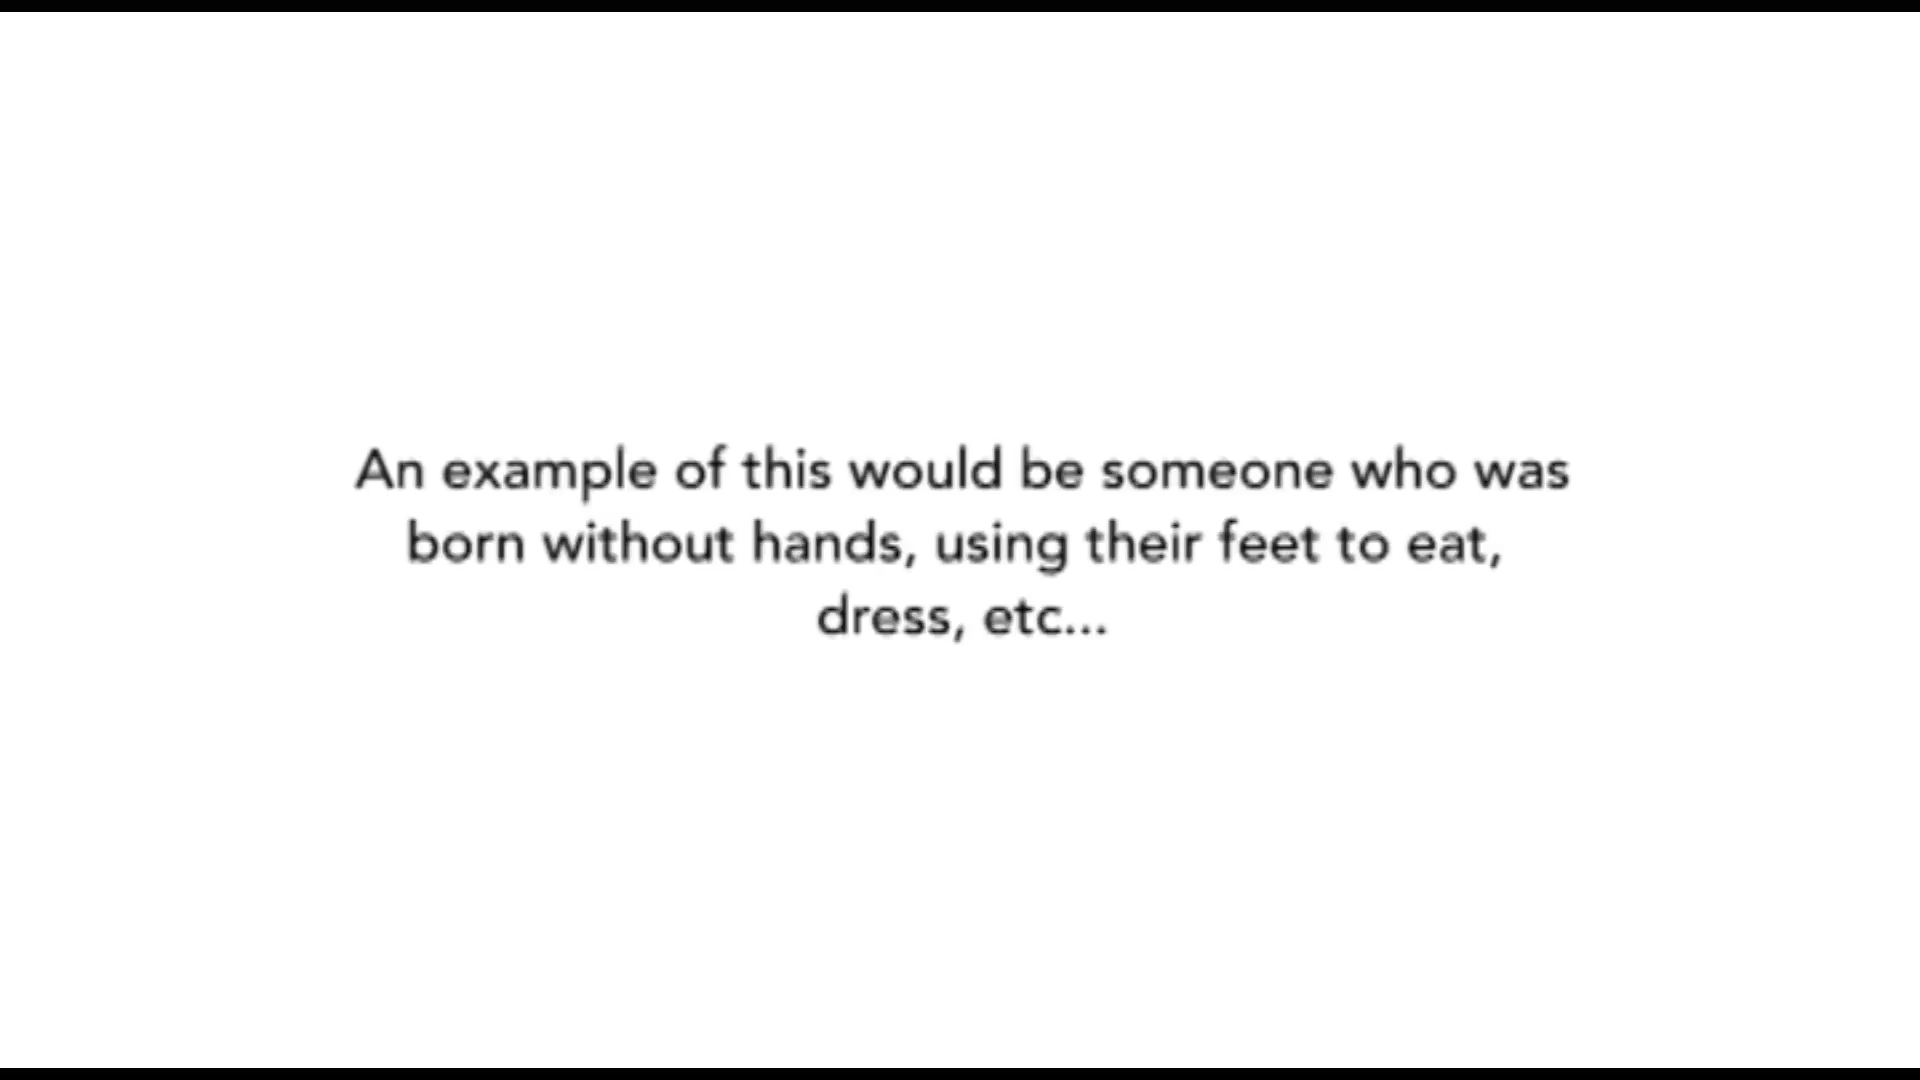 An example of this would be someone who was
born without hands, using their feet to eat,
dress, etc...